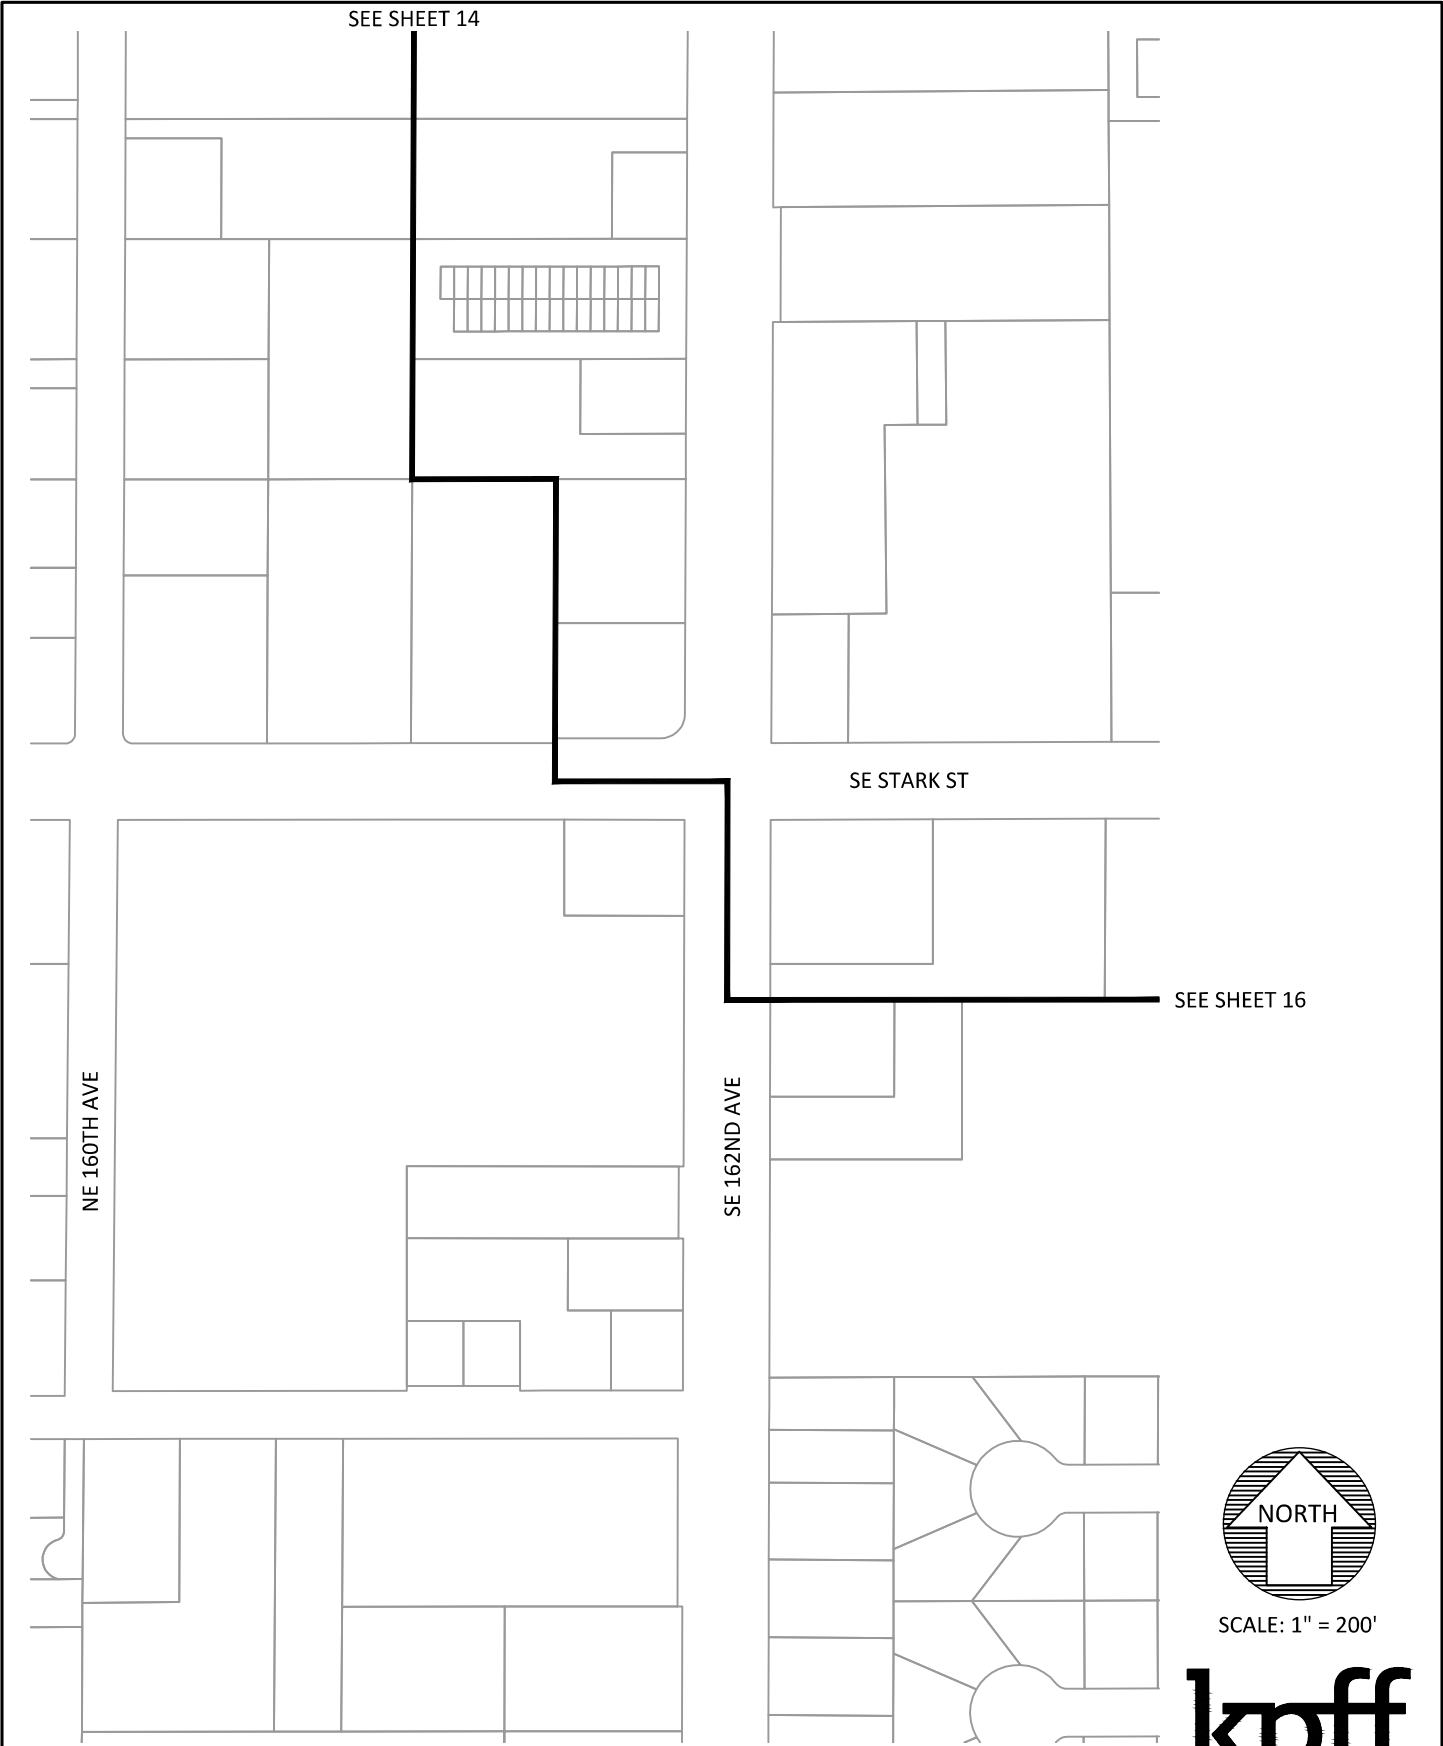 SEE SHEET 14
SE STARK ST
SEE SHEET 16
NE 160TH AVE
SE 162ND AVE
NORTH
SCALE: 1" = 200'
kpff